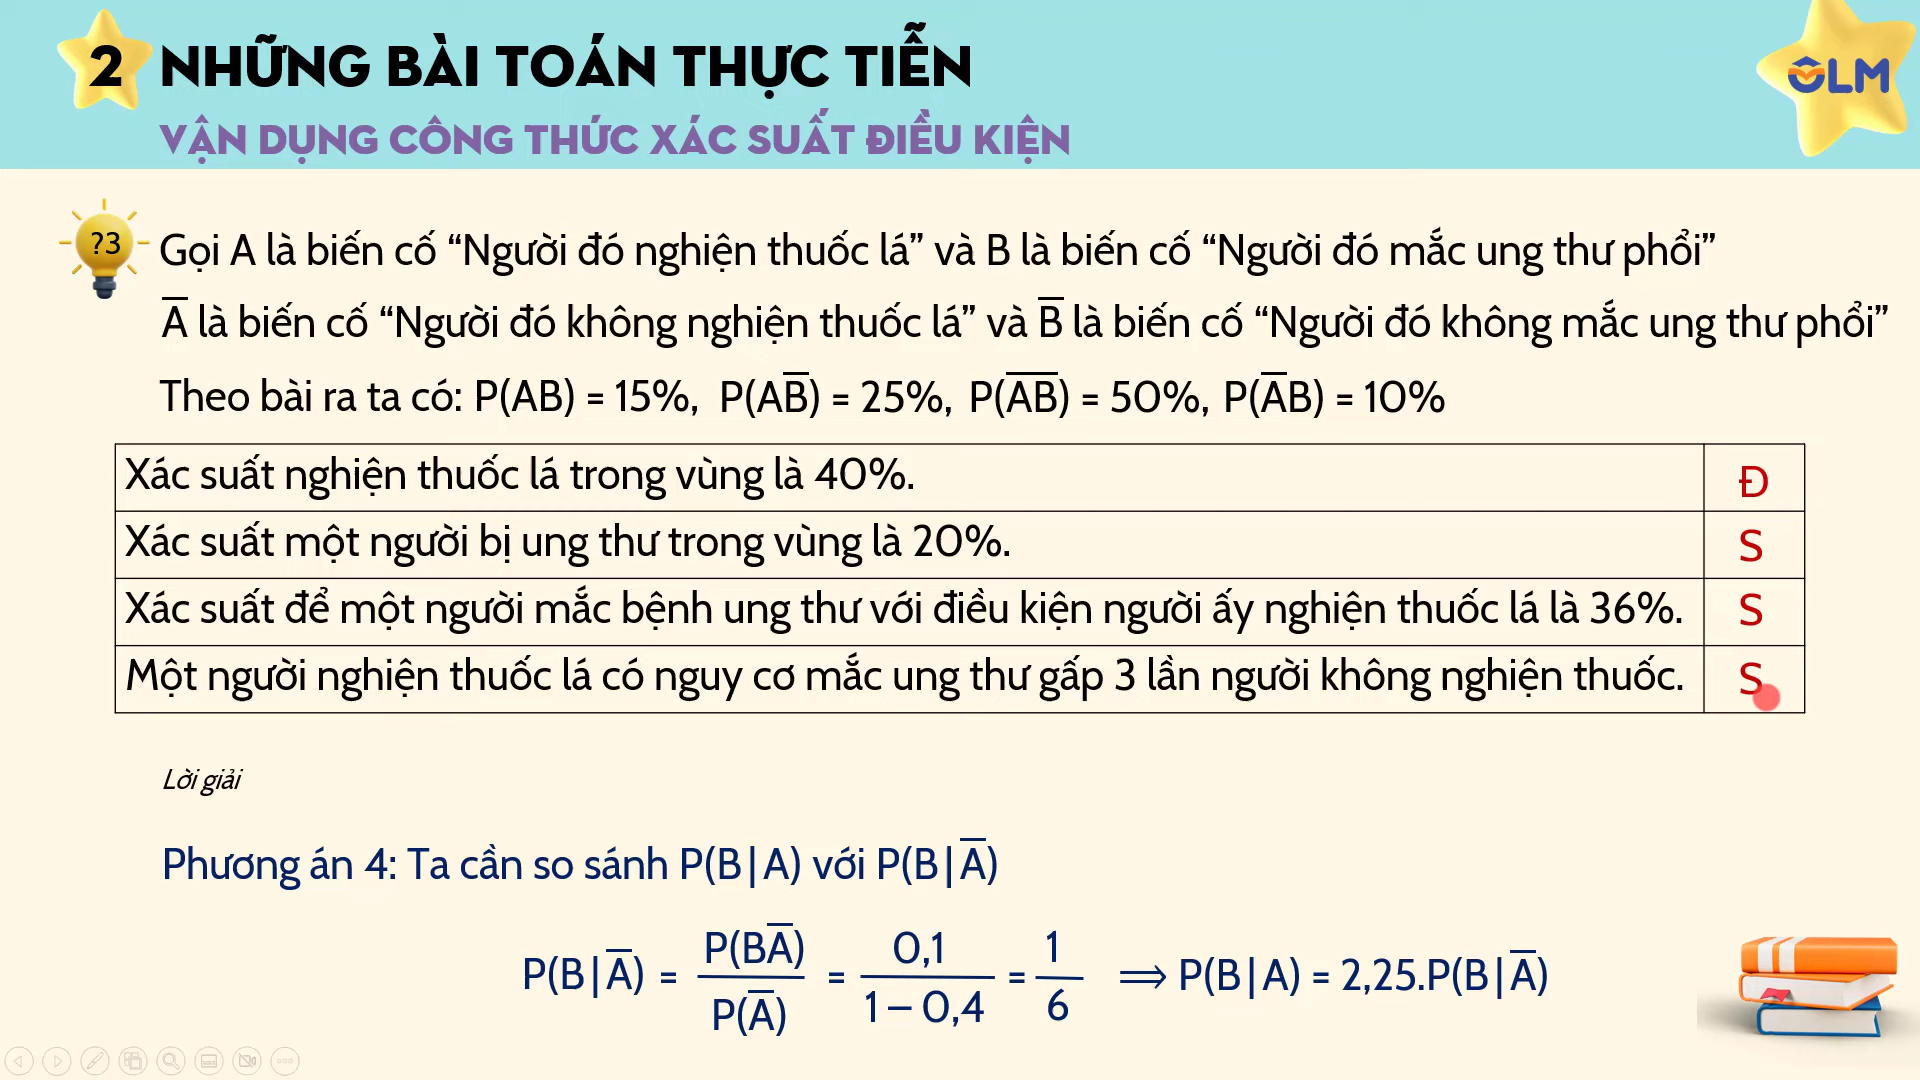 2 NHỮNG BÀI TOÁN THỰC TIỄN
VẬN DỤNG CÔNG THỨC XÁC SUẤT ĐIỀU KIỆN
OLM
?3
Gọi A là biến cố “Người đó nghiện thuốc lá” và B là biến cố “Người đó mắc ung thư phổi”
A̅ là biến cố “Người đó không nghiện thuốc lá” và B̅ là biến cố “Người đó không mắc ung thư phổi”
Theo bài ra ta có: P(AB) = 15%, P(AB̅) = 25%, P(A̅B̅) = 50%, P(A̅B) = 10%
Xác suất nghiện thuốc lá trong vùng là 40%. Đ
Xác suất một người bị ung thư trong vùng là 20%. S
Xác suất để một người mắc bệnh ung thư với điều kiện người ấy nghiện thuốc lá là 36%. S
Một người nghiện thuốc lá có nguy cơ mắc ung thư gấp 3 lần người không nghiện thuốc. S
Lời giải
Phương án 4: Ta cần so sánh P(B|A) với P(B|A̅)
P(B|A̅) = P(BA̅)/P(A̅) = 0,1/(1 – 0,4) = 1/6 ⟹ P(B|A) = 2,25.P(B|A̅)